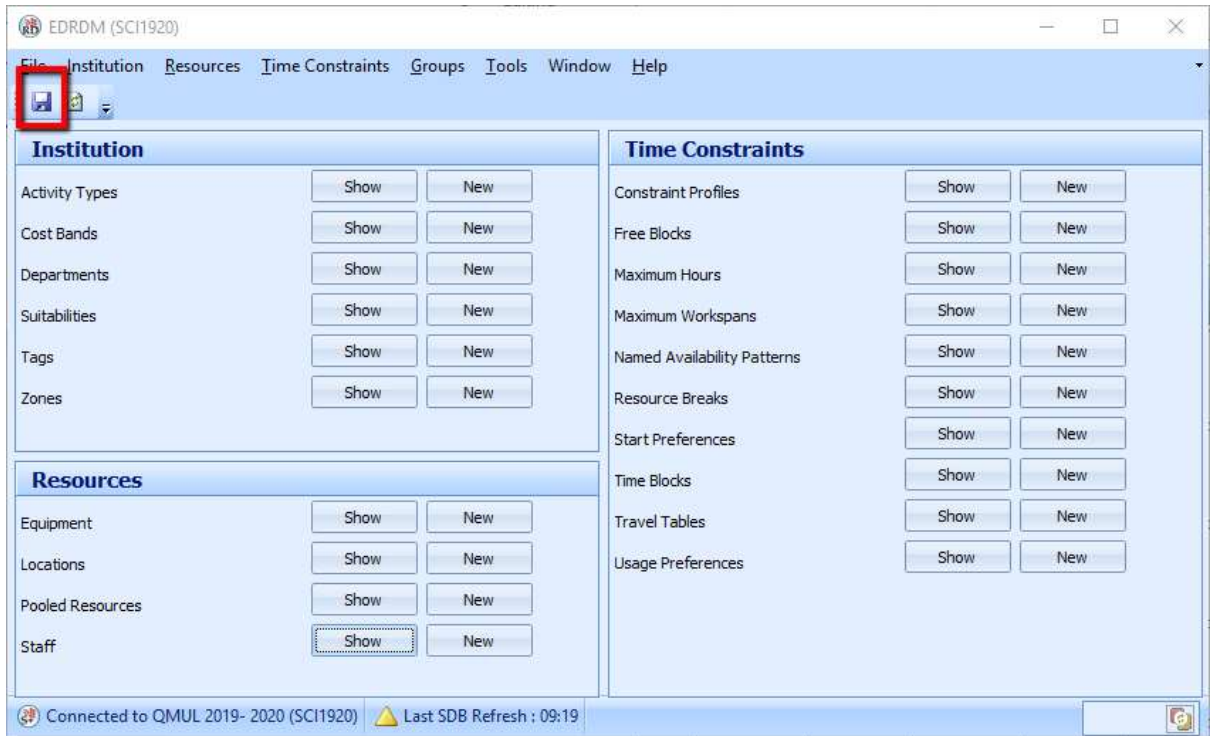 EDRDM (SCI1920)
File Institution Resources Time Constraints Groups Tools Window Help
Institution
Activity Types Show New
Cost Bands Show New
Departments Show New
Suitabilities Show New
Tags Show New
Zones Show New
Resources
Equipment Show New
Locations Show New
Pooled Resources Show New
Staff Show New
Time Constraints
Constraint Profiles Show New
Free Blocks Show New
Maximum Hours Show New
Maximum Workspans Show New
Named Availability Patterns Show New
Resource Breaks Show New
Start Preferences Show New
Time Blocks Show New
Travel Tables Show New
Usage Preferences Show New
Connected to QMUL 2019- 2020 (SCI1920) Last SDB Refresh : 09:19